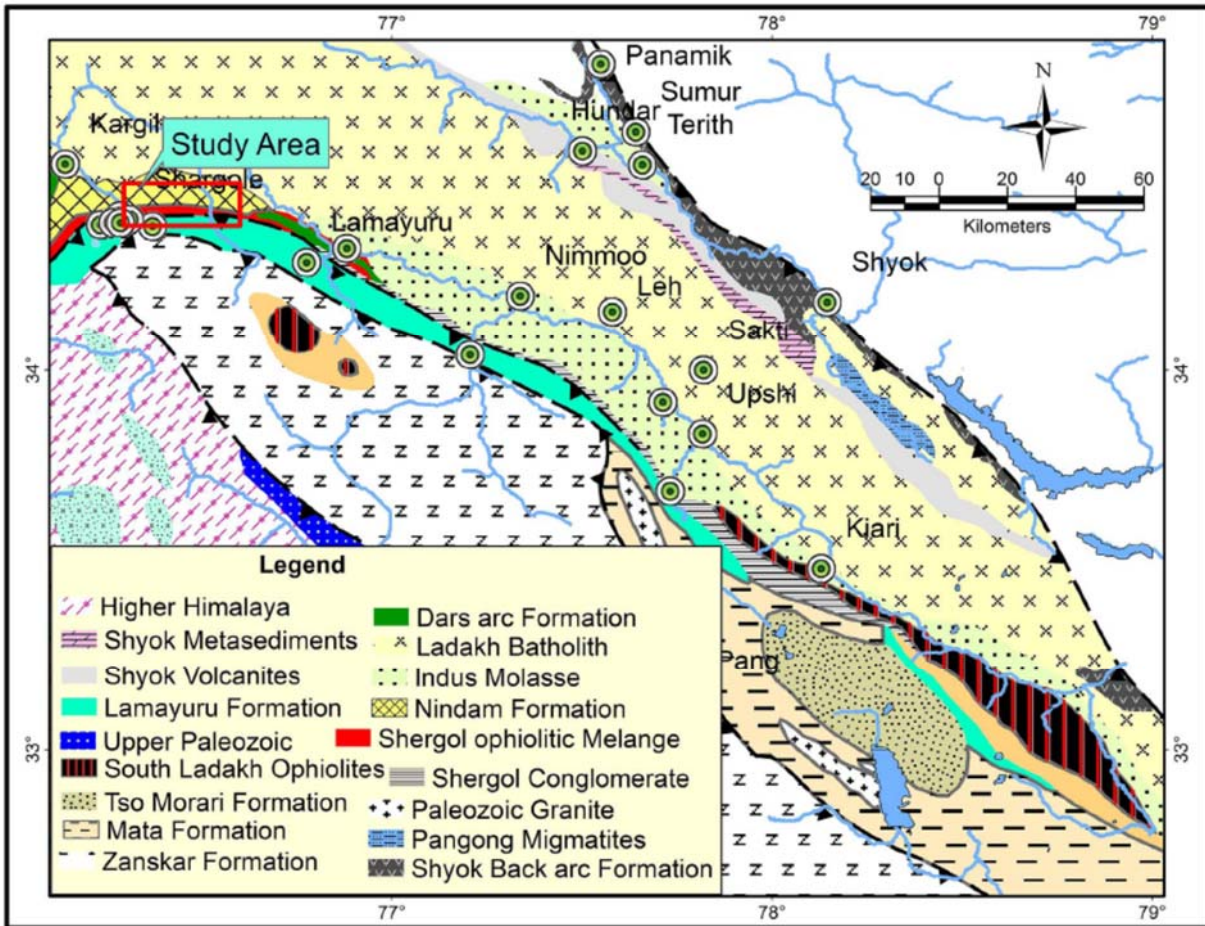 77°
78°
79°
Panamik
Sumur
Hundar
Terith
N
Kargil
Study Area
Shargole
20 10 0 20 40 60
Kilometers
Lamayuru
Nimmoo
Shyok
Leh
Sakti
34°
34°
Upshi
Kiari
Legend
Higher Himalaya
Dars arc Formation
Shyok Metasediments
Ladakh Batholith
Shyok Volcanites
Indus Molasse
Lamayuru Formation
Nindam Formation
Upper Paleozoic
Shergol ophiolitic Melange
South Ladakh Ophiolites
Shergol Conglomerate
Tso Morari Formation
Paleozoic Granite
Mata Formation
Pangong Migmatites
Zanskar Formation
Shyok Back arc Formation
Pang
33°
33°
77°
78°
79°